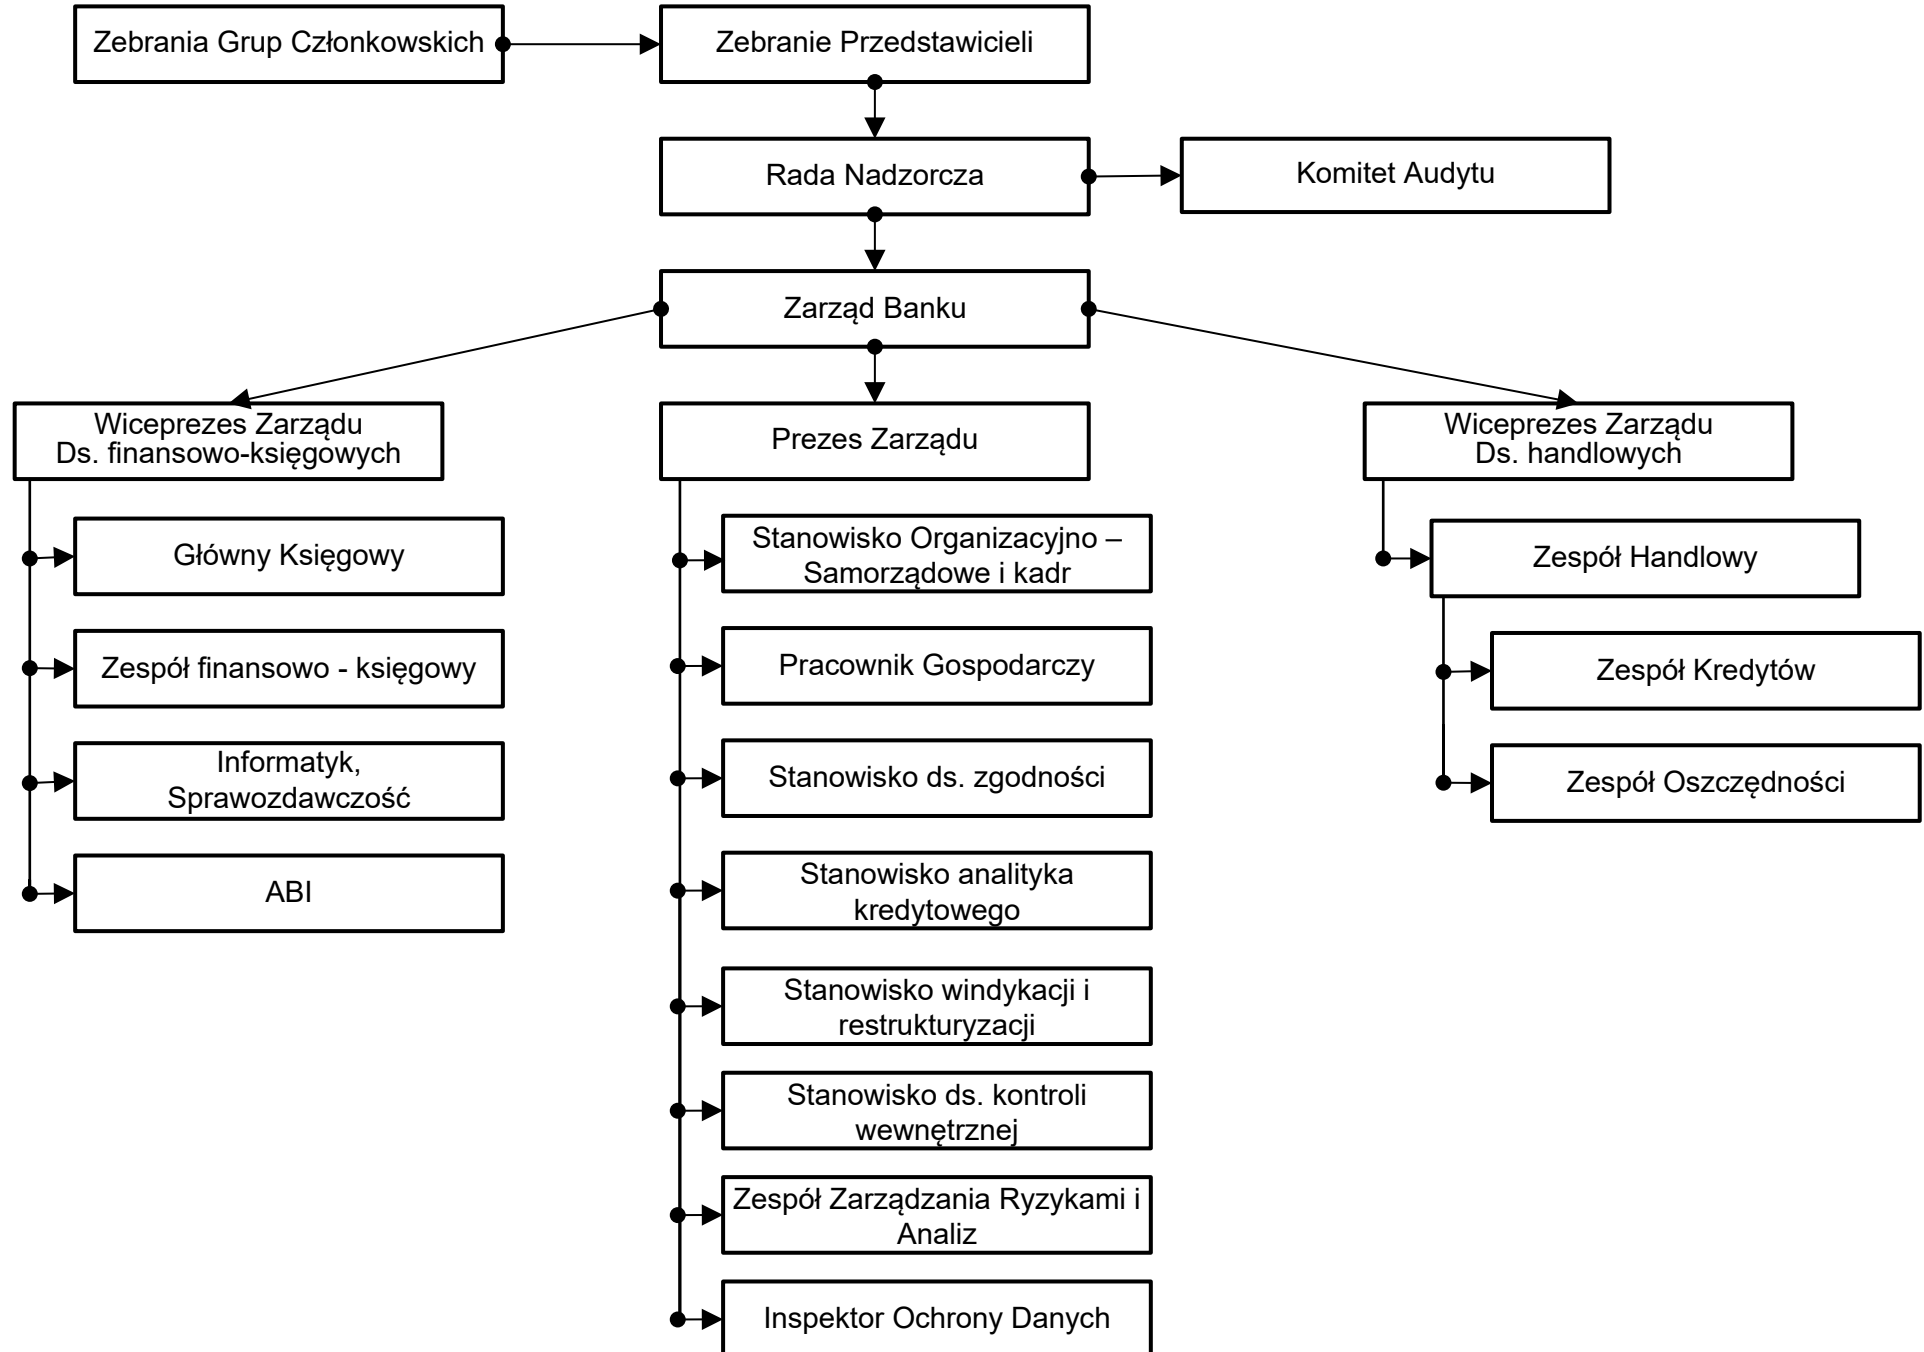 Zebrania Grup Członkowskich
Zebranie Przedstawicieli
Rada Nadzorcza
Komitet Audytu
Zarząd Banku
Wiceprezes Zarządu
Ds. finansowo-księgowych
Prezes Zarządu
Wiceprezes Zarządu
Ds. handlowych
Główny Księgowy
Zespół finansowo - księgowy
Informatyk,
Sprawozdawczość
ABI
Stanowisko Organizacyjno –
Samorządowe i kadr
Pracownik Gospodarczy
Stanowisko ds. zgodności
Stanowisko analityka
kredytowego
Stanowisko windykacji i
restrukturyzacji
Stanowisko ds. kontroli
wewnętrznej
Zespół Zarządzania Ryzykami i
Analiz
Inspektor Ochrony Danych
Zespół Handlowy
Zespół Kredytów
Zespół Oszczędności